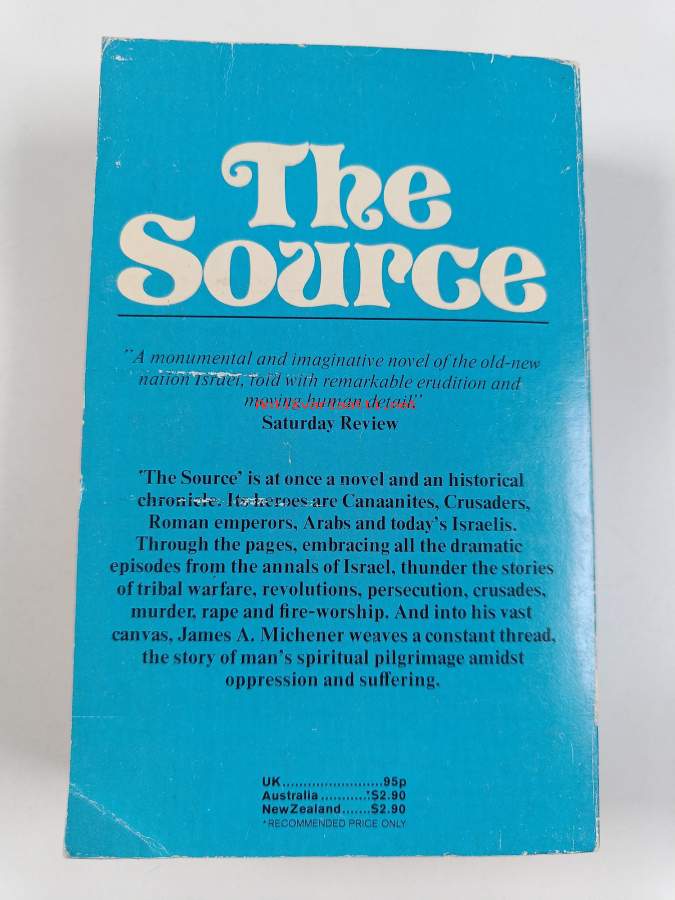 The
Source
"A monumental and imaginative novel of the old-new
nation Israel, told with remarkable erudition and
moving human detail"
Saturday Review
'The Source' is at once a novel and an historical
chronicle. Its heroes are Canaanites, Crusaders,
Roman emperors, Arabs and today's Israelis.
Through the pages, embracing all the dramatic
episodes from the annals of Israel, thunder the stories
of tribal warfare, revolutions, persecution, crusades,
murder, rape and fire-worship. And into his vast
canvas, James A. Michener weaves a constant thread,
the story of man's spiritual pilgrimage amidst
oppression and suffering.
UK........................95p
Australia ...........*$2.90
New Zealand.......$2.90
*RECOMMENDED PRICE ONLY